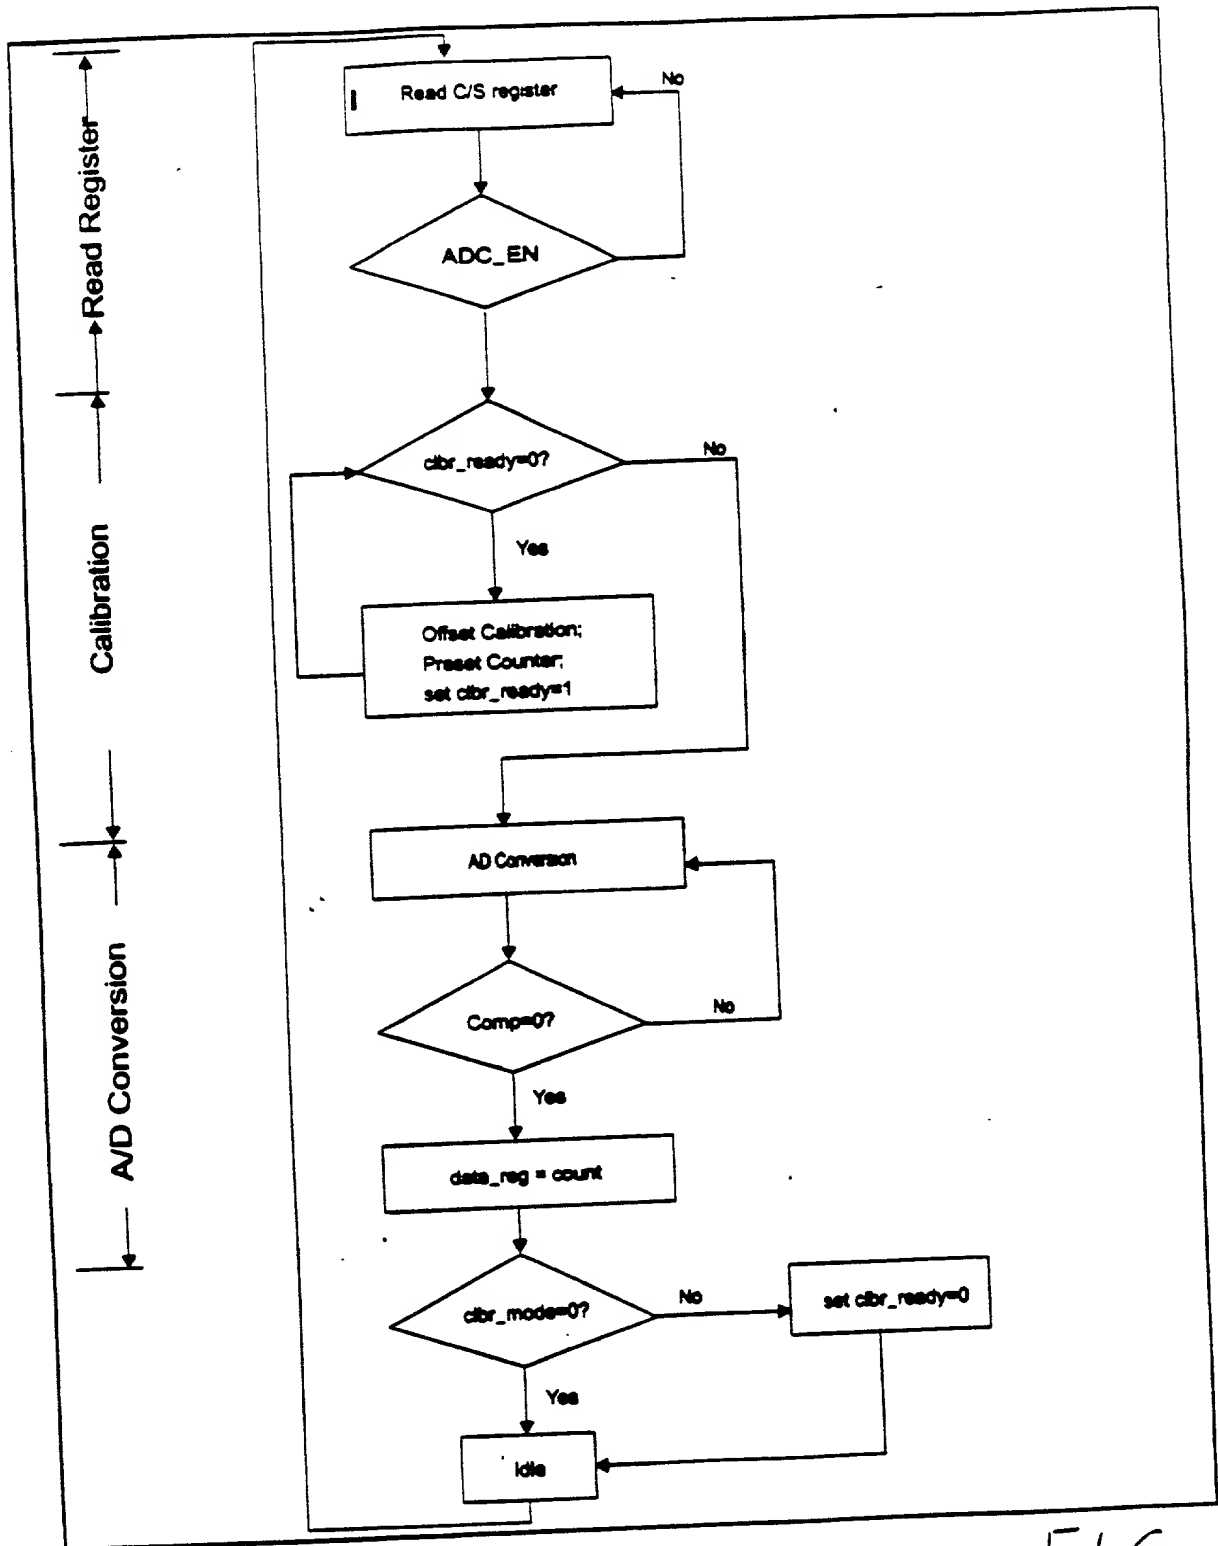 Read Register
Calibration
A/D Conversion
Read C/S register
No
ADC_EN
clbr_ready=0?
No
Yes
Offset Calibration;
Preset Counter;
set clbr_ready=1
AD Conversion
Comp=0?
No
Yes
data_reg = count
clbr_mode=0?
No
set clbr_ready=0
Yes
Idle